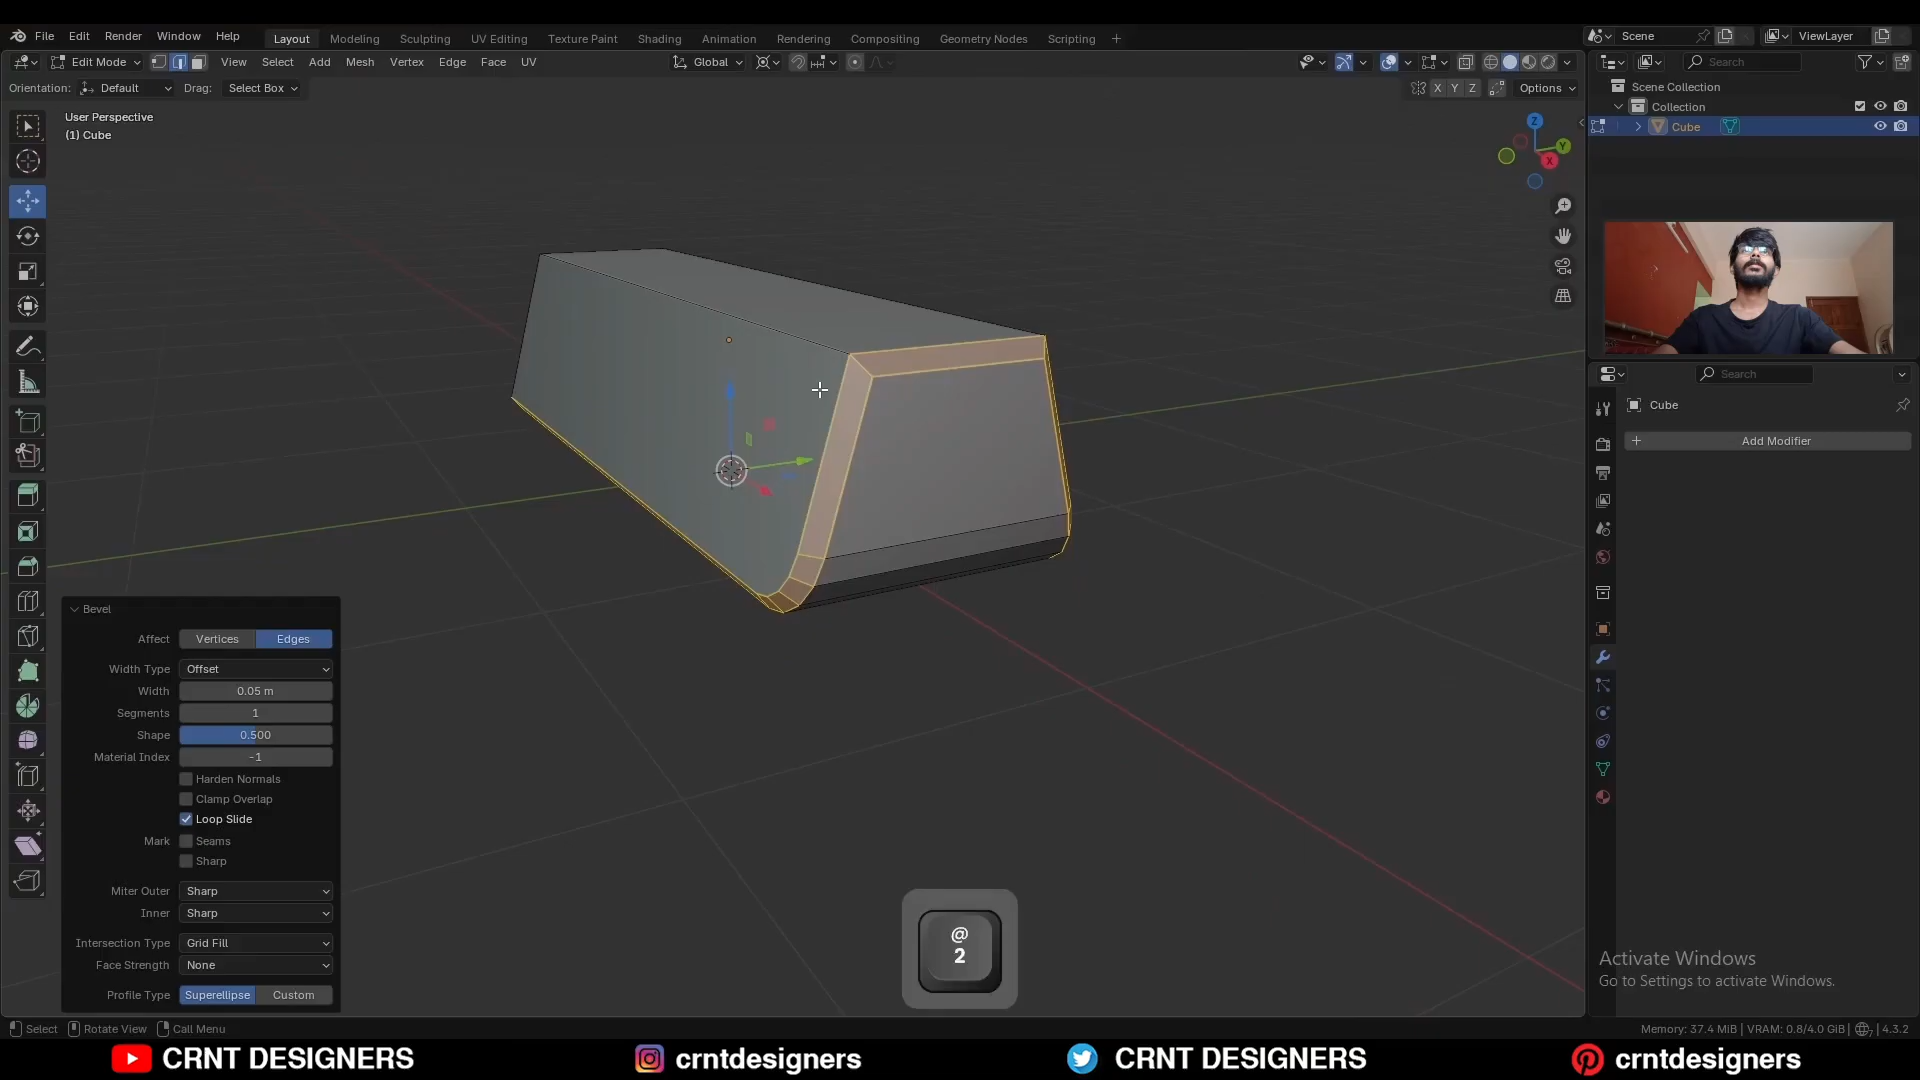 File Edit Render Window Help
Layout Modeling Sculpting UV Editing Texture Paint Shading Animation Rendering Compositing Geometry Nodes Scripting +
Scene
ViewLayer
Edit Mode View Select Add Mesh Vertex Edge Face UV
Global
Search
Orientation: Default Drag: Select Box
X Y Z Options
Scene Collection
Collection
Cube
User Perspective
(1) Cube
Z
Y
X
Search
Cube
+ Add Modifier
Bevel
Affect Vertices Edges
Width Type Offset
Width 0.05 m
Segments 1
Shape 0.500
Material Index -1
Harden Normals
Clamp Overlap
Loop Slide
Mark Seams
Sharp
Miter Outer Sharp
Inner Sharp
Intersection Type Grid Fill
Face Strength None
Profile Type Superellipse Custom
@
2
Activate Windows
Go to Settings to activate Windows.
Select Rotate View Call Menu
Memory: 37.4 MiB | VRAM: 0.8/4.0 GiB | 4.3.2
CRNT DESIGNERS crntdesigners CRNT DESIGNERS crntdesigners